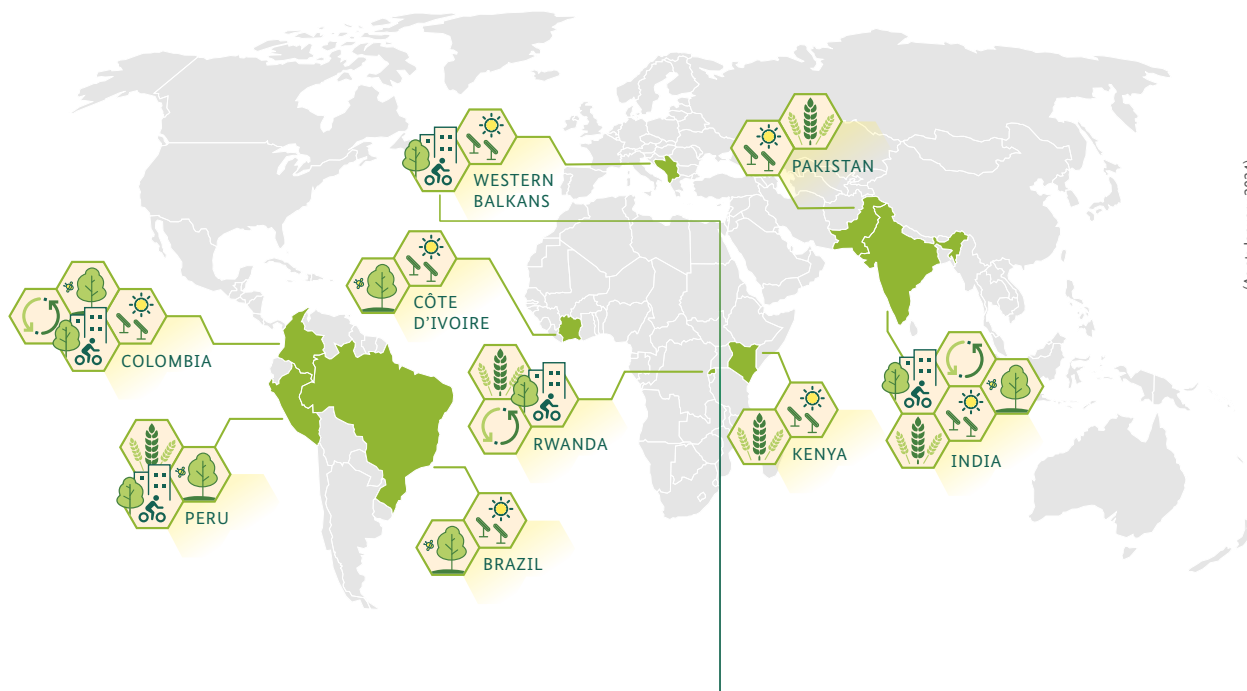 PAKISTAN
WESTERN
BALKANS
CÔTE
D'IVOIRE
COLOMBIA
RWANDA
KENYA
INDIA
PERU
BRAZIL